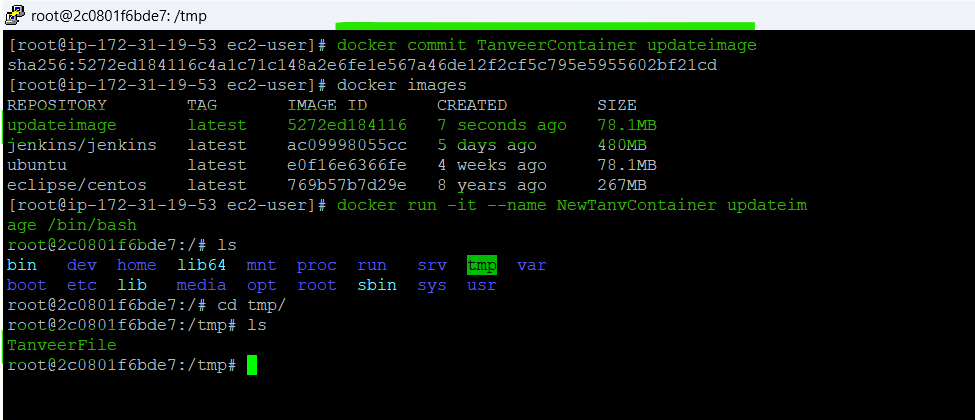 root@2c0801f6bde7: /tmp
[root@ip-172-31-19-53 ec2-user]# docker commit TanveerContainer updateimage
sha256:5272ed184116c4a1c71c148a2e6fe1e567a46de12f2cf5c795e5955602bf21cd
[root@ip-172-31-19-53 ec2-user]# docker images
REPOSITORY TAG IMAGE ID CREATED SIZE
updateimage latest 5272ed184116 7 seconds ago 78.1MB
jenkins/jenkins latest ac09998055cc 5 days ago 480MB
ubuntu latest e0f16e6366fe 4 weeks ago 78.1MB
eclipse/centos latest 769b57b7d29e 8 years ago 267MB
[root@ip-172-31-19-53 ec2-user]# docker run -it --name NewTanvContainer updateim
age /bin/bash
root@2c0801f6bde7:/# ls
bin dev home lib64 mnt proc run srv tmp var
boot etc lib media opt root sbin sys usr
root@2c0801f6bde7:/# cd tmp/
root@2c0801f6bde7:/tmp# ls
TanveerFile
root@2c0801f6bde7:/tmp#